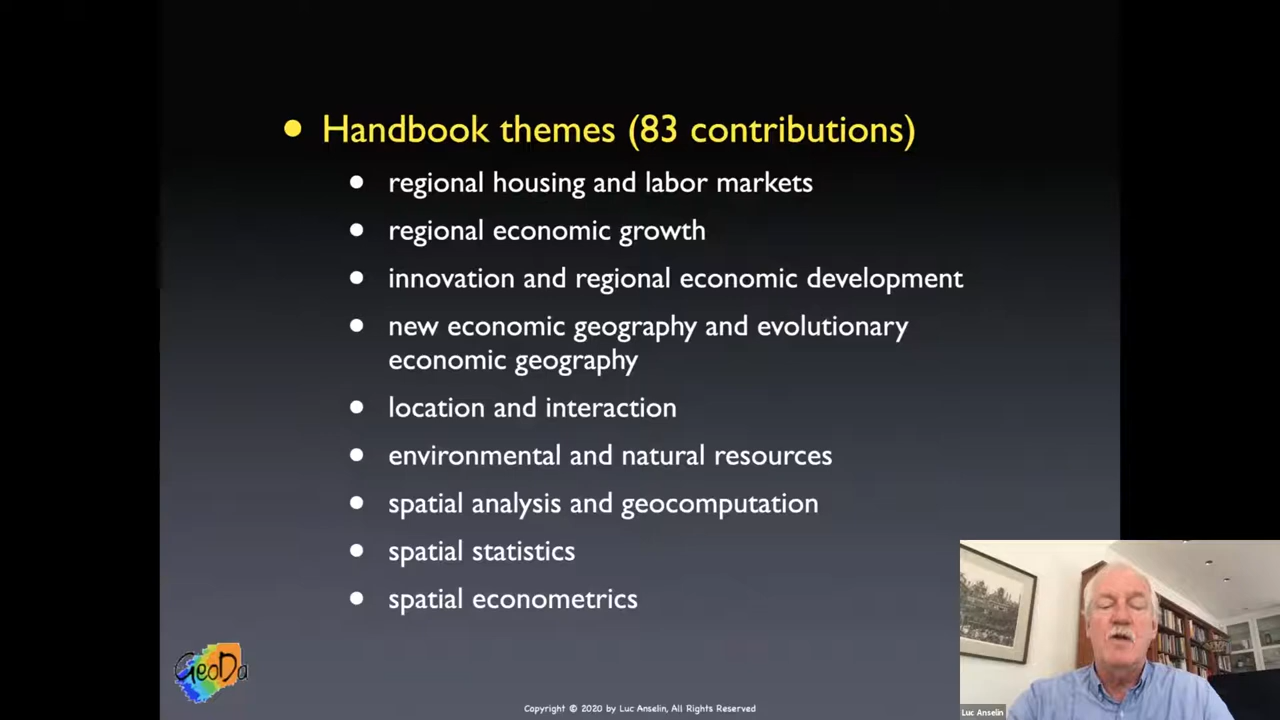 Handbook themes (83 contributions)
regional housing and labor markets
regional economic growth
innovation and regional economic development
new economic geography and evolutionary
economic geography
location and interaction
environmental and natural resources
spatial analysis and geocomputation
spatial statistics
spatial econometrics
GeoDa
Copyright © 2020 by Luc Anselin, All Rights Reserved
Luc Anselin